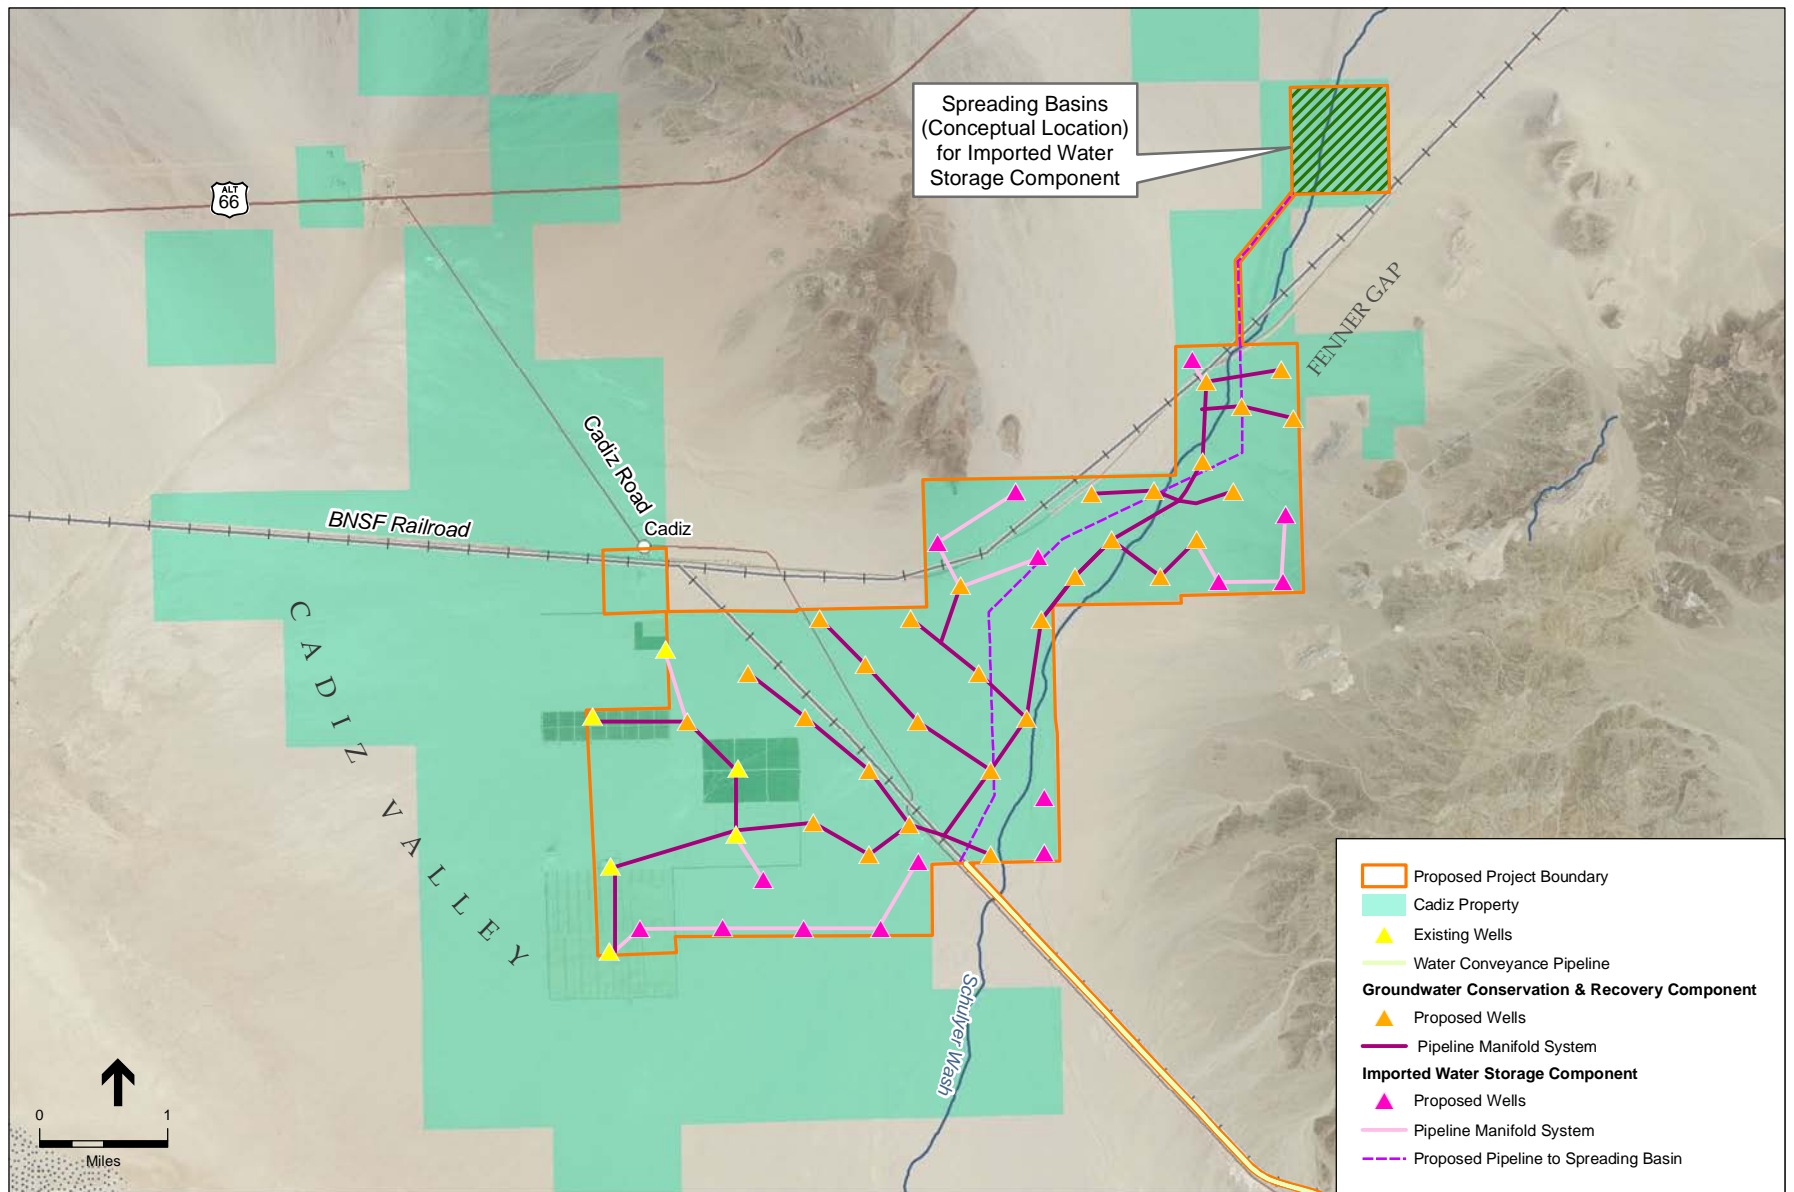 Spreading Basins
(Conceptual Location)
for Imported Water
Storage Component
ALT
66
FENNER GAP
Cadiz Road
BNSF Railroad
Cadiz
CADIZ VALLEY
Schulyer Wash
0 1
Miles
Proposed Project Boundary
Cadiz Property
Existing Wells
Water Conveyance Pipeline
Groundwater Conservation & Recovery Component
Proposed Wells
Pipeline Manifold System
Imported Water Storage Component
Proposed Wells
Pipeline Manifold System
Proposed Pipeline to Spreading Basin